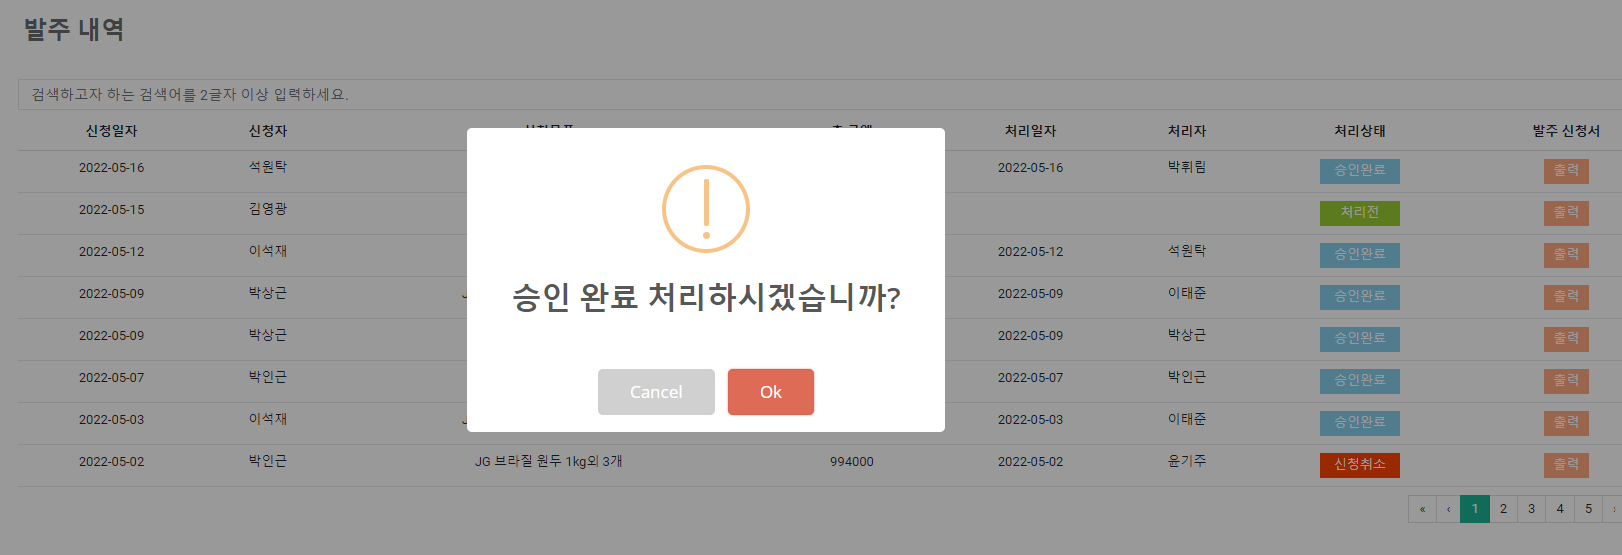 발주 내역
검색하고자 하는 검색어를 2글자 이상 입력하세요.
신청일자 신청자 처리일자 처리자 처리상태 발주 신청서
2022-05-16 석원탁 2022-05-16 박휘림 승인완료 출력
2022-05-15 김영광 처리전 출력
2022-05-12 이석재 2022-05-12 석원탁 승인완료 출력
2022-05-09 박상근 2022-05-09 이태준 승인완료 출력
2022-05-09 박상근 2022-05-09 박상근 승인완료 출력
2022-05-07 박인근 2022-05-07 박인근 승인완료 출력
2022-05-03 이석재 2022-05-03 이태준 승인완료 출력
2022-05-02 박인근 JG 브라질 원두 1kg외 3개 994000 2022-05-02 윤기주 신청취소 출력
승인 완료 처리하시겠습니까?
Cancel Ok
« ‹ 1 2 3 4 5 ›